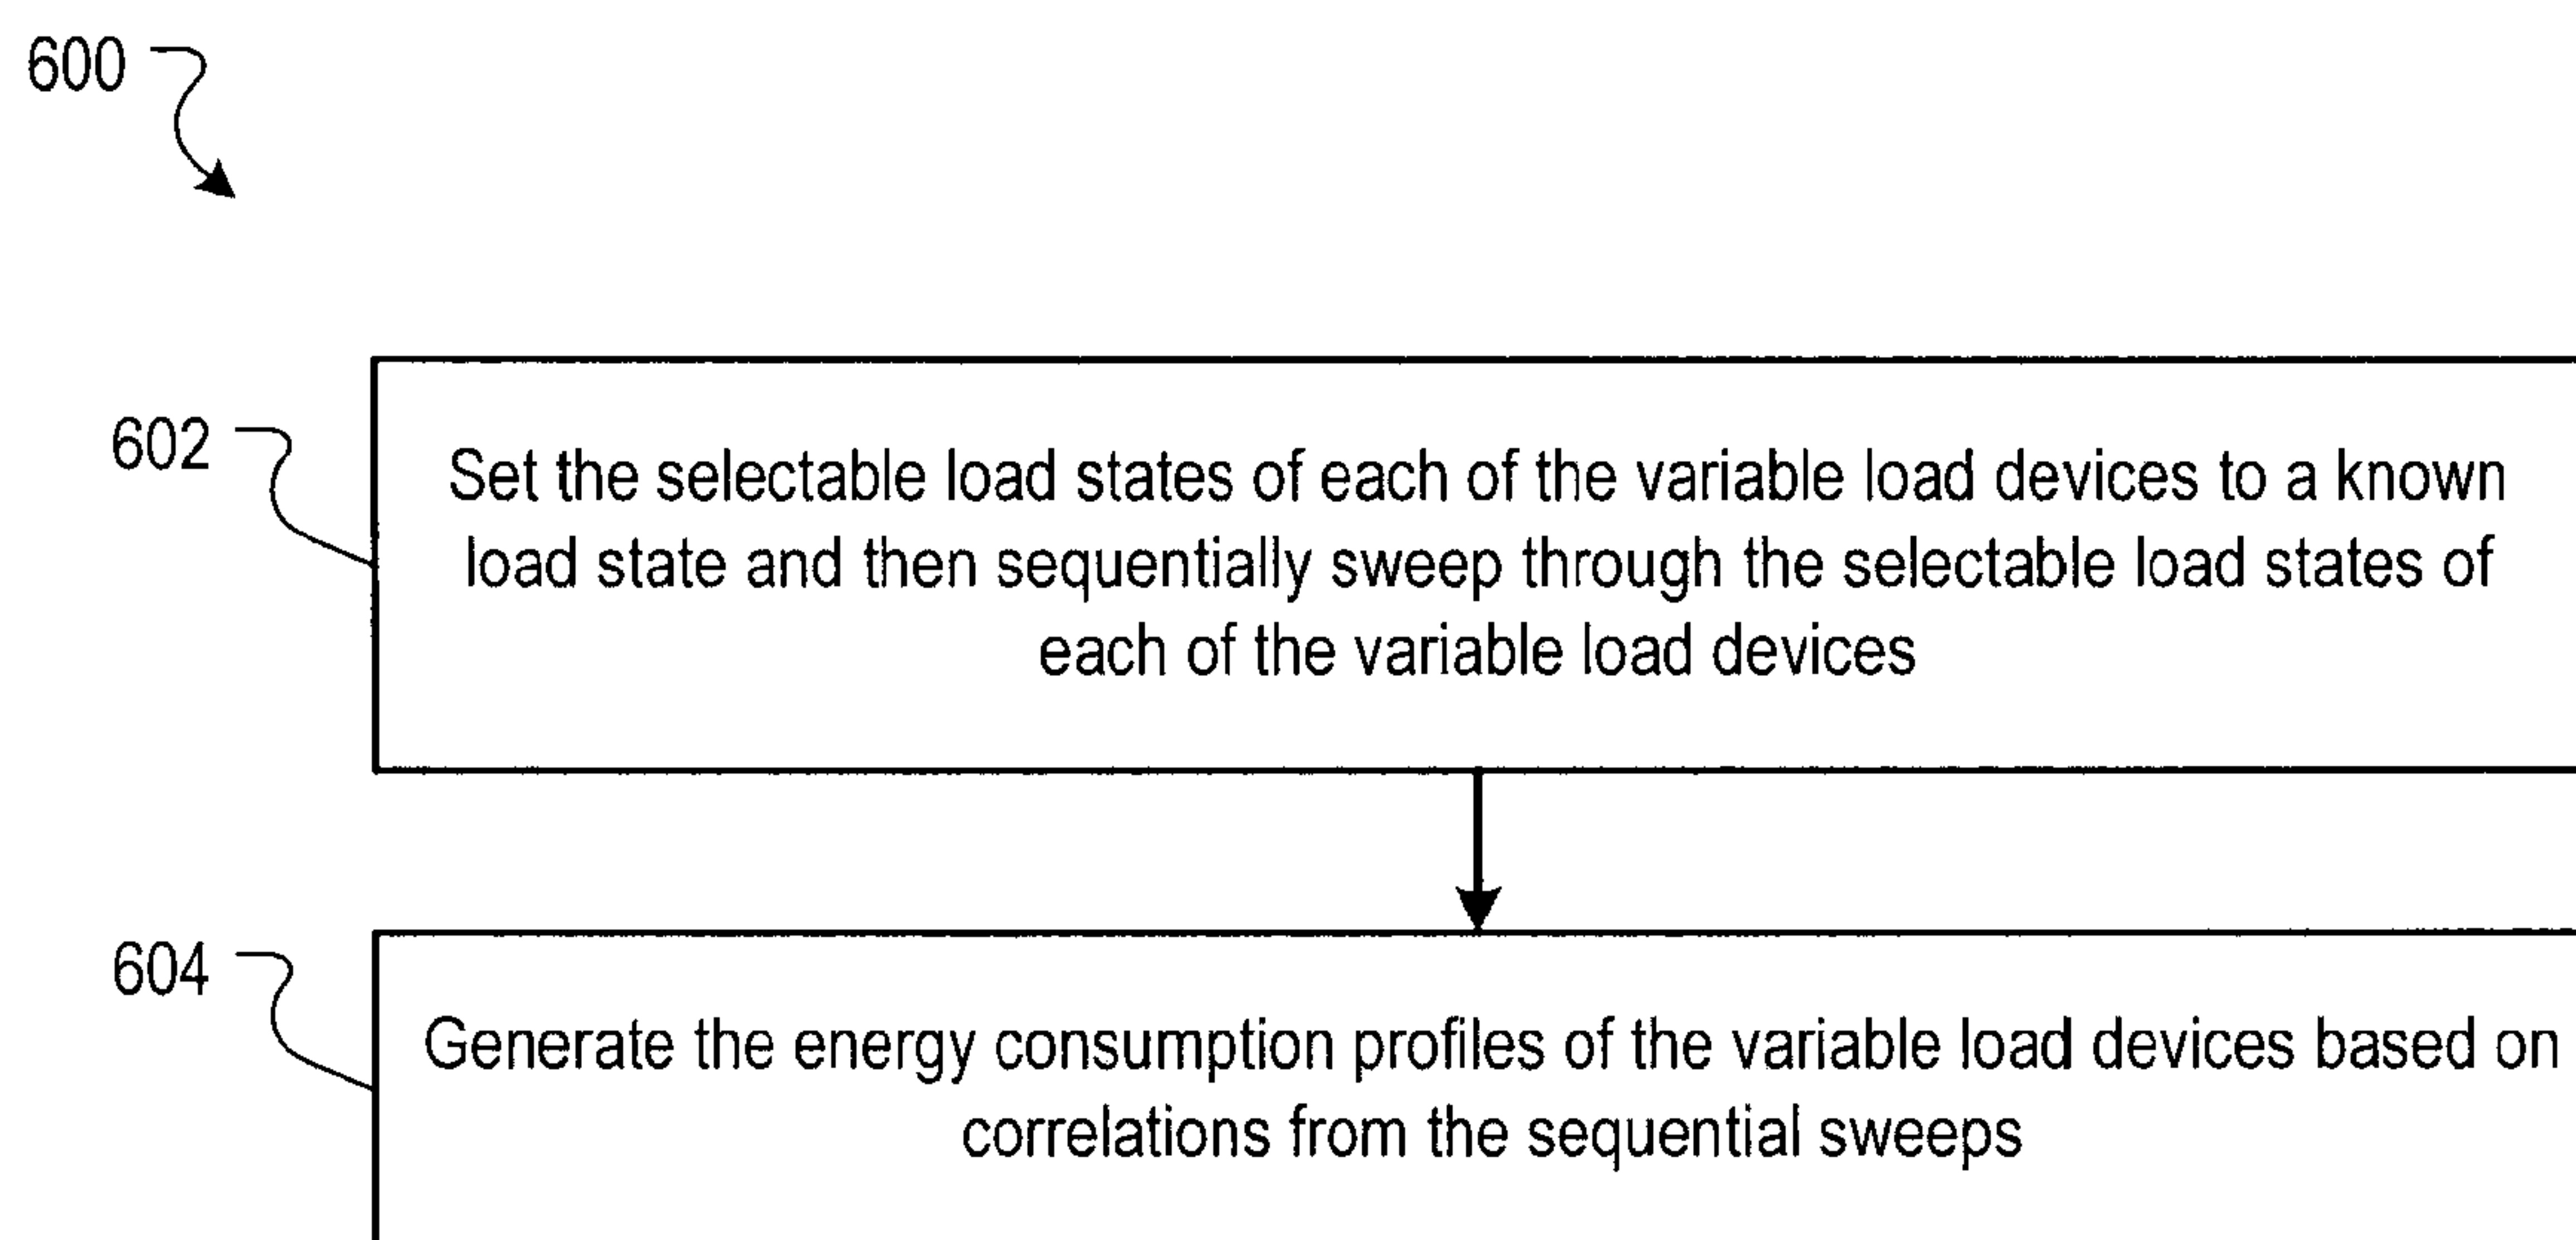 600
602
Set the selectable load states of each of the variable load devices to a known
load state and then sequentially sweep through the selectable load states of
each of the variable load devices
604
Generate the energy consumption profiles of the variable load devices based on
correlations from the sequential sweeps